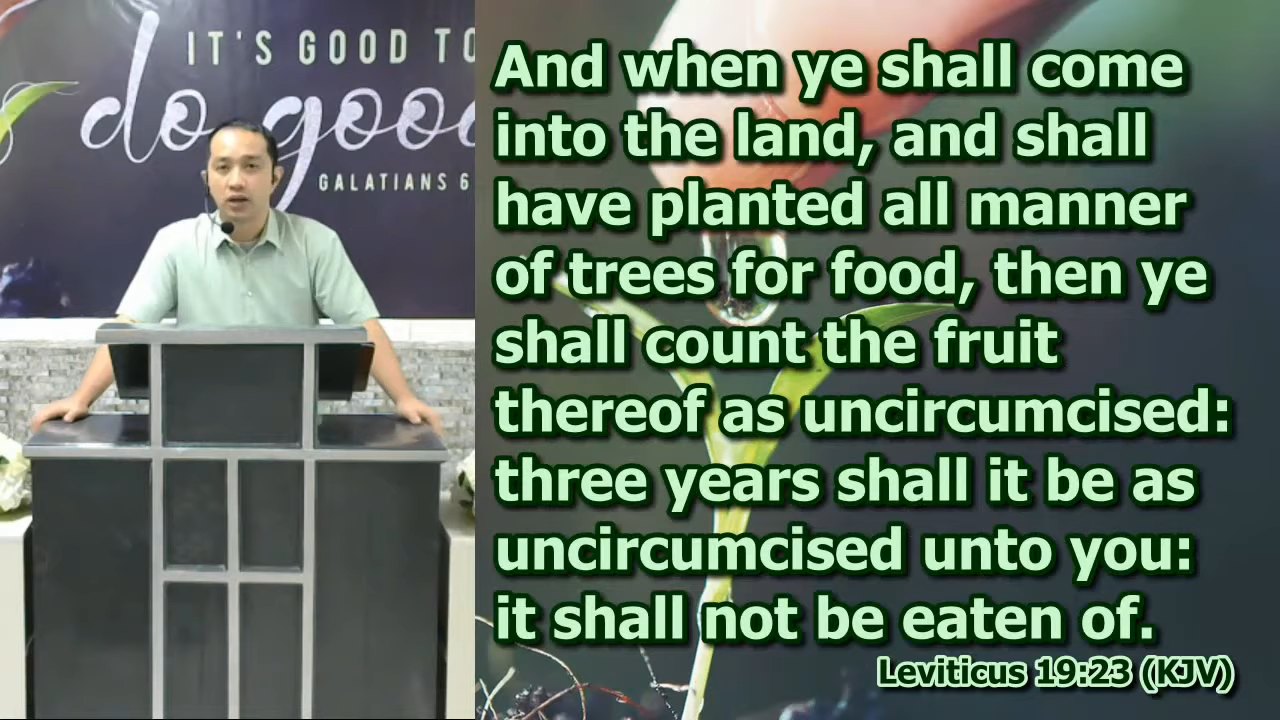 IT'S GOOD TO
do good
GALATIANS 6
And when ye shall come
into the land, and shall
have planted all manner
of trees for food, then ye
shall count the fruit
thereof as uncircumcised:
three years shall it be as
uncircumcised unto you:
it shall not be eaten of.
Leviticus 19:23 (KJV)